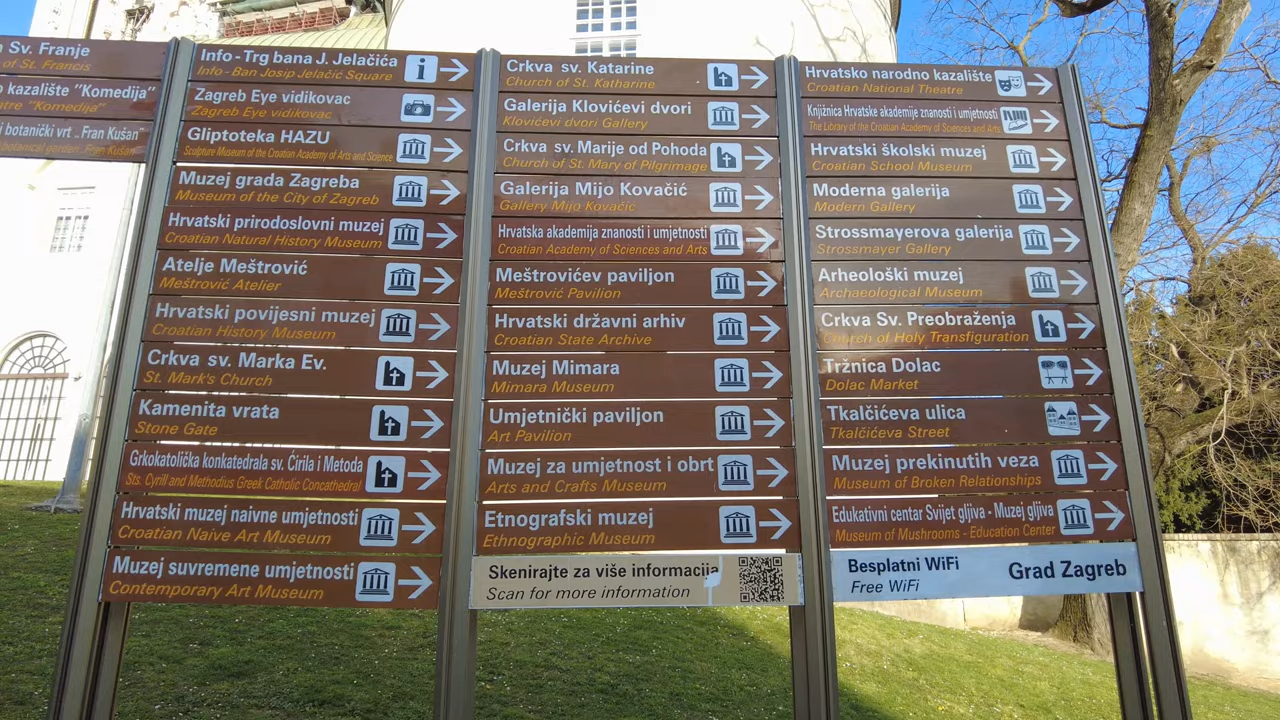 Sv. Franje
of St. Francis
kazalište "Komedija"
"Komedija"
botanički vrt „Fran Kušan
botanical garden „Fran Kušan
Info - Trg bana J. Jelačića
Info - Ban Josip Jelačić Square
Zagreb Eye vidikovac
Zagreb Eye vidikovac
Gliptoteka HAZU
Sculpture Museum of the Croatian Academy of Arts and Science
Muzej grada Zagreba
Museum of the City of Zagreb
Hrvatski prirodoslovni muzej
Croatian Natural History Museum
Atelje Meštrović
Meštrović Atelier
Hrvatski povijesni muzej
Croatian History Museum
Crkva sv. Marka Ev.
St. Mark's Church
Kamenita vrata
Stone Gate
Grkokatolička konkatedrala sv. Ćirila i Metoda
Sts. Cyrill and Methodius Greek Catholic Concathedral
Hrvatski muzej naivne umjetnosti
Croatian Naive Art Museum
Muzej suvremene umjetnosti
Contemporary Art Museum
Crkva sv. Katarine
Church of St. Katharine
Galerija Klovićevi dvori
Klovićevi dvori Gallery
Crkva sv. Marije od Pohoda
Church of St. Mary of Pilgrimage
Galerija Mijo Kovačić
Gallery Mijo Kovačić
Hrvatska akademija znanosti i umjetnosti
Croatian Academy of Sciences and Arts
Meštrovićev paviljon
Meštrović Pavilion
Hrvatski državni arhiv
Croatian State Archive
Muzej Mimara
Mimara Museum
Umjetnički paviljon
Art Pavilion
Muzej za umjetnost i obrt
Arts and Crafts Museum
Etnografski muzej
Ethnographic Museum
Skenirajte za više informacija
Scan for more information
Hrvatsko narodno kazalište
Croatian National Theatre
Knjižnica Hrvatske akademije znanosti i umjetnosti
The Library of the Croatian Academy of Sciences and Arts
Hrvatski školski muzej
Croatian School Museum
Moderna galerija
Modern Gallery
Strossmayerova galerija
Strossmayer Gallery
Arheološki muzej
Archaeological Museum
Crkva Sv. Preobraženja
Church of Holy Transfiguration
Tržnica Dolac
Dolac Market
Tkalčićeva ulica
Tkalčićeva Street
Muzej prekinutih veza
Museum of Broken Relationships
Edukativni centar Svijet gljiva - Muzej gljiva
Museum of Mushrooms - Education Center
Besplatni WiFi
Free WiFi
Grad Zagreb